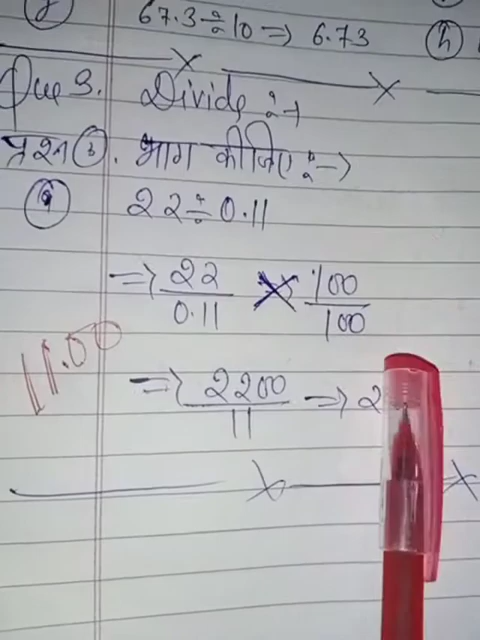 67.3÷10 => 6.73
Que 3. Divide :→
प्रश्न ③. भाग कीजिए :→
22÷0.11
=> 22/0.11 × 100/100
11.00
=> 2200/11 => 2